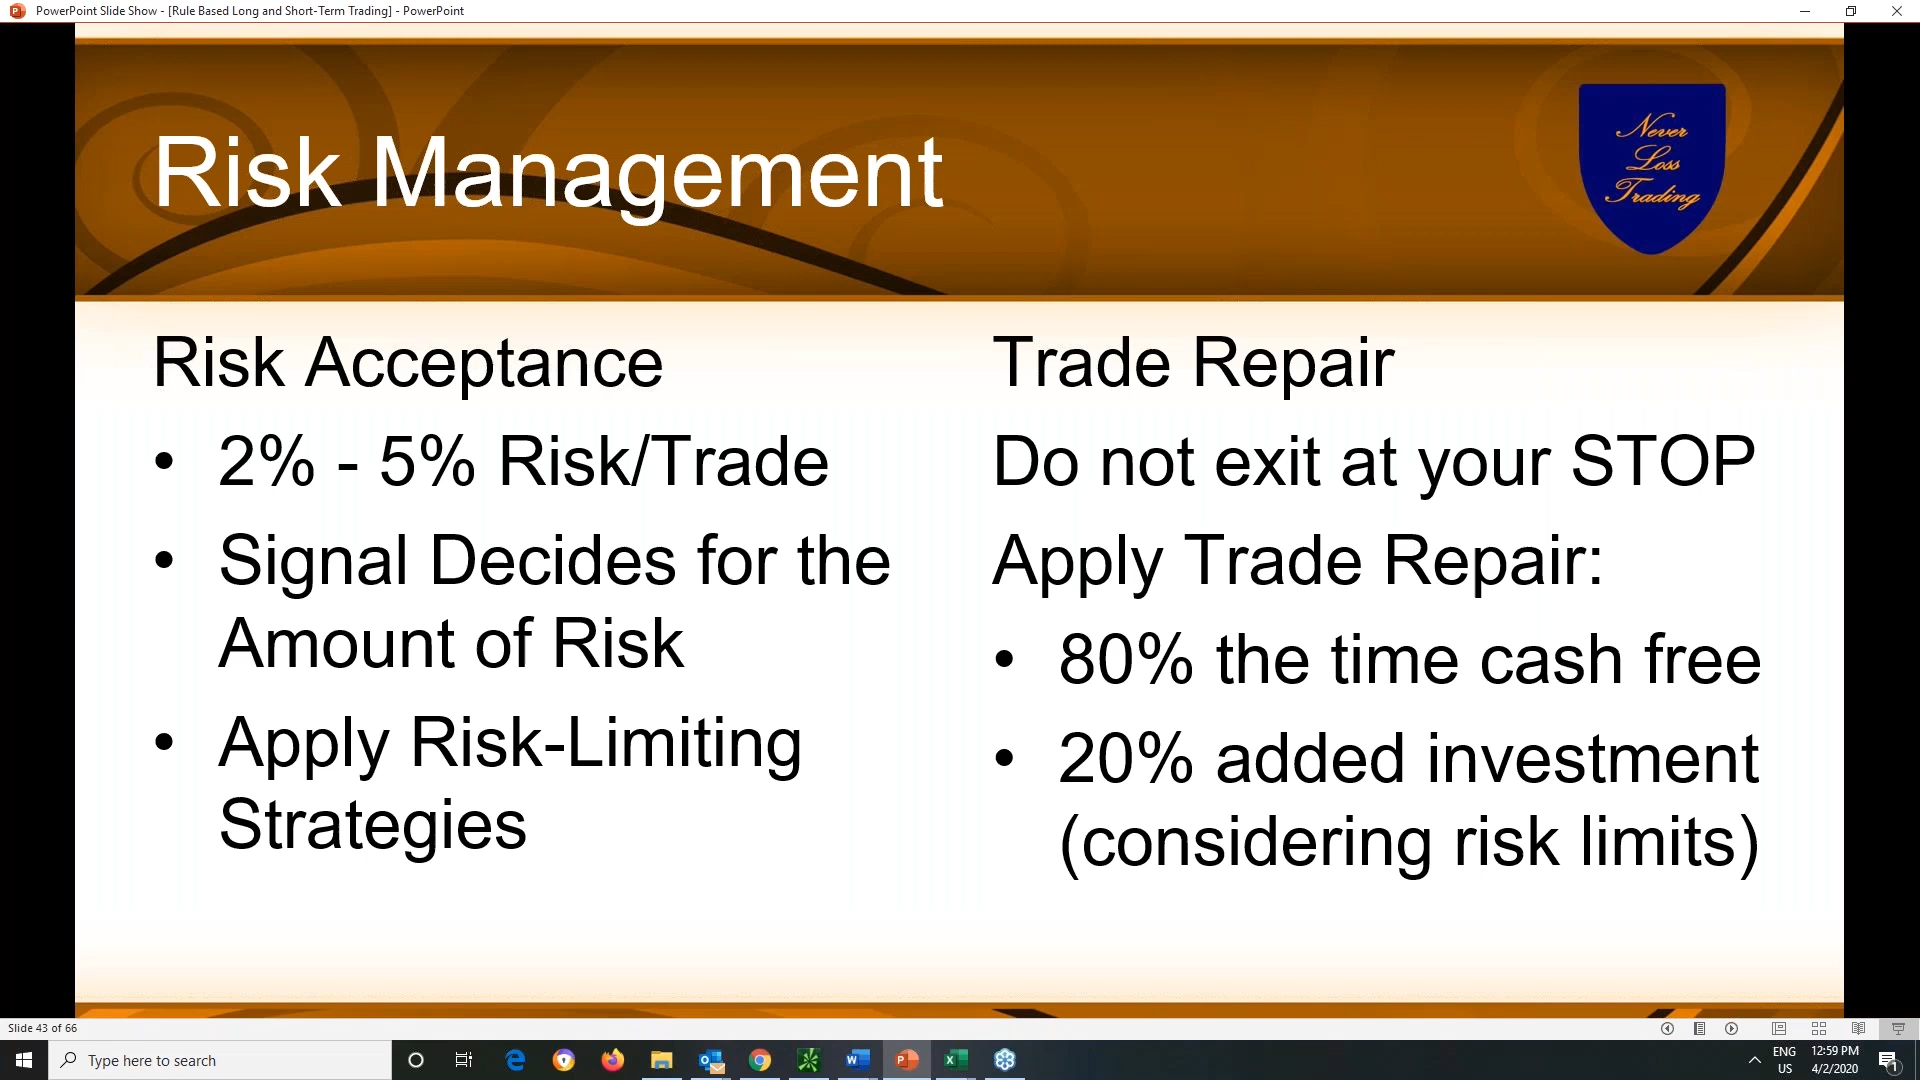 PowerPoint Slide Show - [Rule Based Long and Short-Term Trading] - PowerPoint
Never
Loss
Trading
Risk Management
Risk Acceptance
• 2% - 5% Risk/Trade
• Signal Decides for the
Amount of Risk
• Apply Risk-Limiting
Strategies
Trade Repair
Do not exit at your STOP
Apply Trade Repair:
• 80% the time cash free
• 20% added investment
(considering risk limits)
Slide 43 of 66
Type here to search
ENG
US
12:59 PM
4/2/2020
1